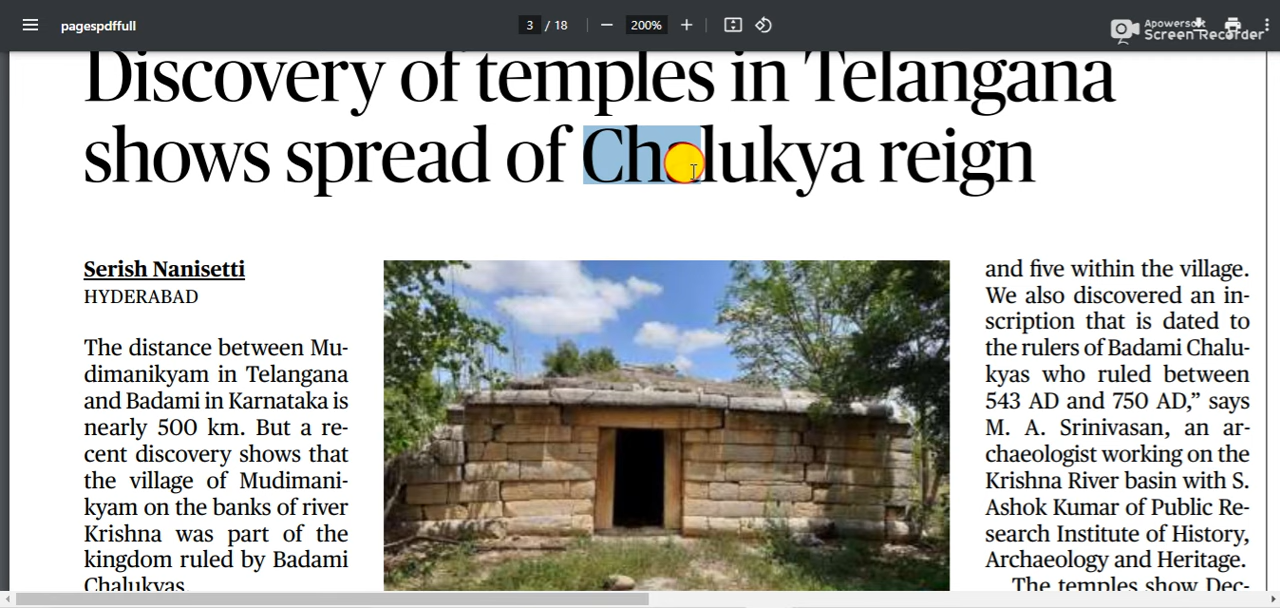 pagespdffull
3 / 18
200%
Apowersoft
Screen Recorder
Discovery of temples in Telangana
shows spread of Chalukya reign
Serish Nanisetti
HYDERABAD
The distance between Mu-
dimanikyam in Telangana
and Badami in Karnataka is
nearly 500 km. But a re-
cent discovery shows that
the village of Mudimani-
kyam on the banks of river
Krishna was part of the
kingdom ruled by Badami
Chalukyas.
and five within the village.
We also discovered an in-
scription that is dated to
the rulers of Badami Chalu-
kyas who ruled between
543 AD and 750 AD,” says
M. A. Srinivasan, an ar-
chaeologist working on the
Krishna River basin with S.
Ashok Kumar of Public Re-
search Institute of History,
Archaeology and Heritage.
The temples show Dec-